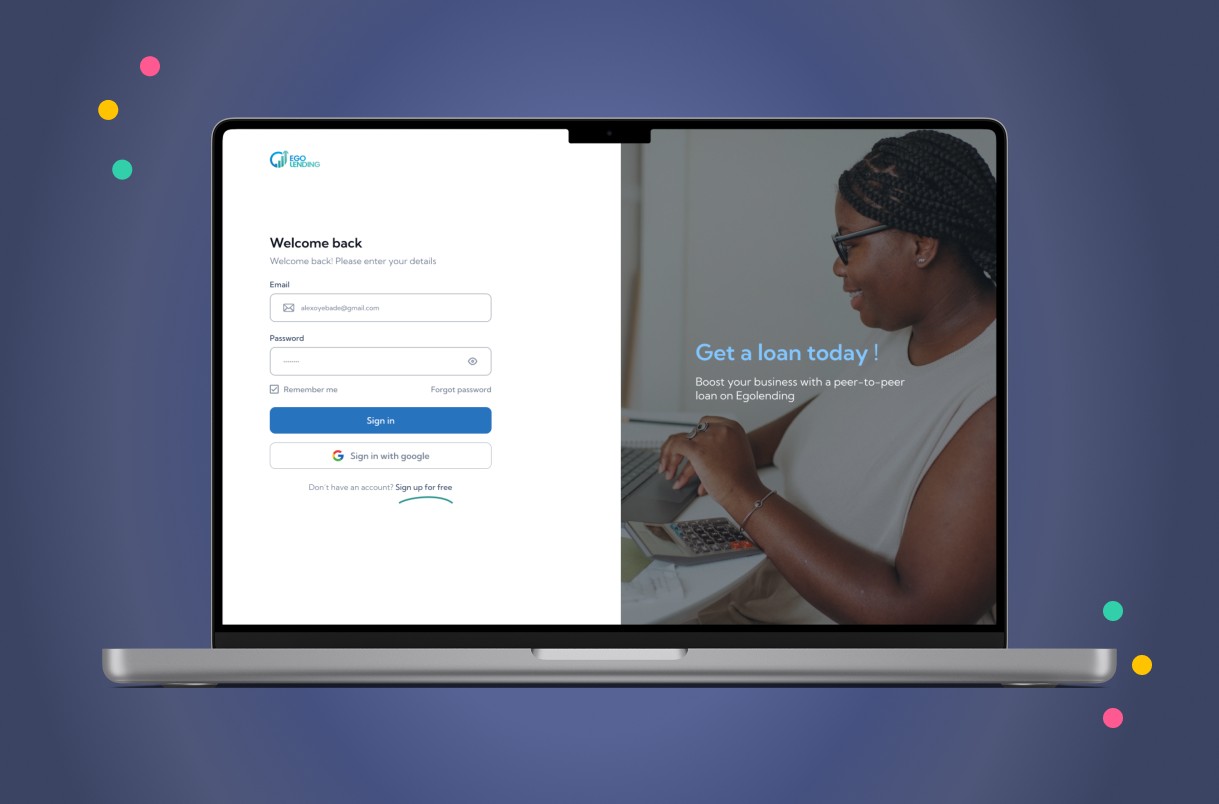 EGO
LENDING
Welcome back
Welcome back! Please enter your details
Email
alexoyebade@gmail.com
Password
Remember me
Forgot password
Sign in
Sign in with google
Don't have an account? Sign up for free
Get a loan today !
Boost your business with a peer-to-peer
loan on Egolending